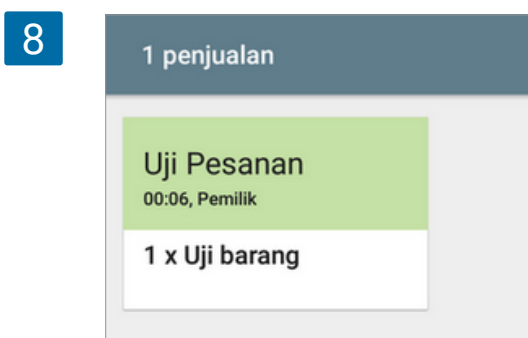 8
1 penjualan
Uji Pesanan
00:06, Pemilik
1 x Uji barang